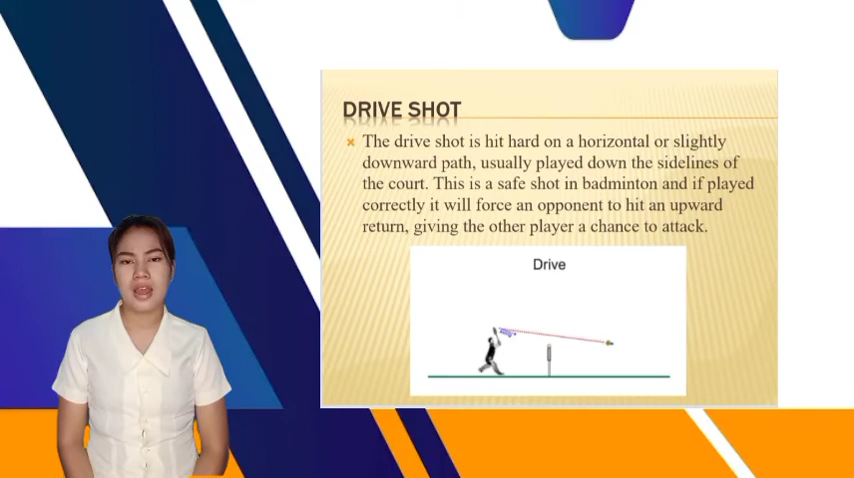 DRIVE SHOT
The drive shot is hit hard on a horizontal or slightly
downward path, usually played down the sidelines of
the court. This is a safe shot in badminton and if played
correctly it will force an opponent to hit an upward
return, giving the other player a chance to attack.
Drive